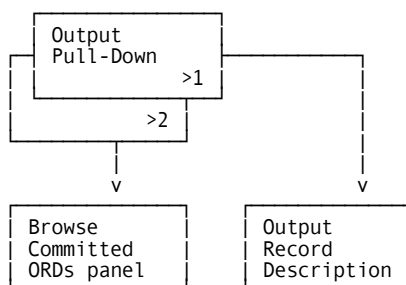 Output
Pull-Down
>1
>2
v v
Browse Output
Committed Record
ORDs panel Description